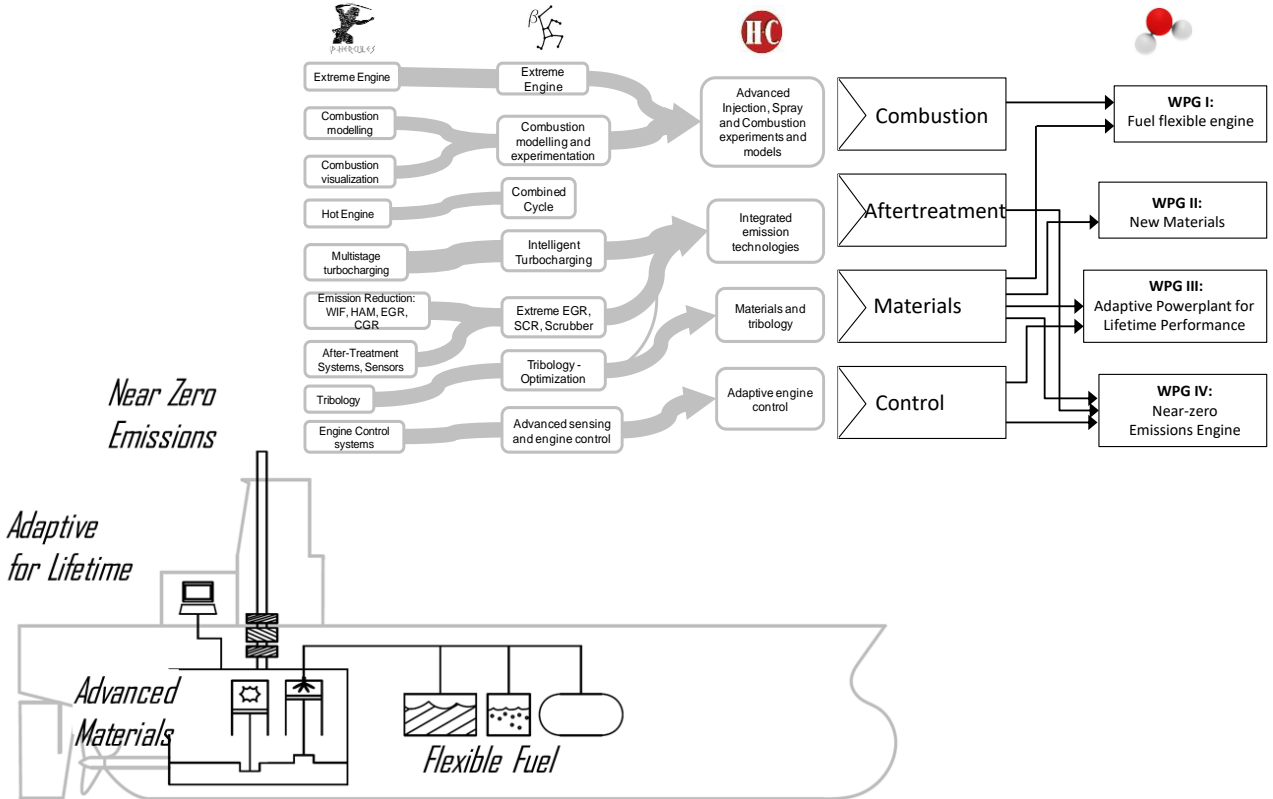 β
P-HERCULES
H·C
Extreme Engine
Combustion
modelling
Combustion
visualization
Hot Engine
Multistage
turbocharging
Emission Reduction:
WIF, HAM, EGR,
CGR
After-Treatment
Systems, Sensors
Tribology
Engine Control
systems
Extreme
Engine
Combustion
modelling and
experimentation
Combined
Cycle
Intelligent
Turbocharging
Extreme EGR,
SCR, Scrubber
Tribology -
Optimization
Advanced sensing
and engine control
Advanced
Injection, Spray
and Combustion
experiments and
models
Integrated
emission
technologies
Materials and
tribology
Adaptive engine
control
Combustion
Aftertreatment
Materials
Control
WPG I:
Fuel flexible engine
WPG II:
New Materials
WPG III:
Adaptive Powerplant for
Lifetime Performance
WPG IV:
Near-zero
Emissions Engine
Near Zero
Emissions
Adaptive
for Lifetime
Advanced
Materials
Flexible Fuel